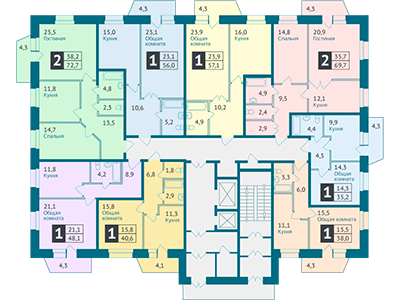 4,3
4,3
4,3
4,3
23,5
Гостиная
15,0
Кухня
23,1
Общая
комната
23,9
Общая
комната
16,0
Кухня
14,8
Спальня
20,9
Гостиная
4,3
2
38,2
72,7
1
23,1
56,0
1
23,9
57,1
2
35,7
69,7
11,8
Кухня
4,8
2,3
10,6
13,5
5,2
10,2
2,4
2,9
9,5
12,1
Кухня
14,7
Спальня
4,4
9,9
Кухня
4,3
4,5
14,3
Общая
комната
1
14,3
35,2
11,8
Кухня
4,2
8,9
6,8
1,8
2,9
3,3
6,0
21,1
Общая
комната
15,8
Общая
комната
11,3
Кухня
11,1
Кухня
15,5
Общая
комната
1
21,1
48,1
1
15,8
40,6
1
15,5
38,0
4,3
4,1
4,3